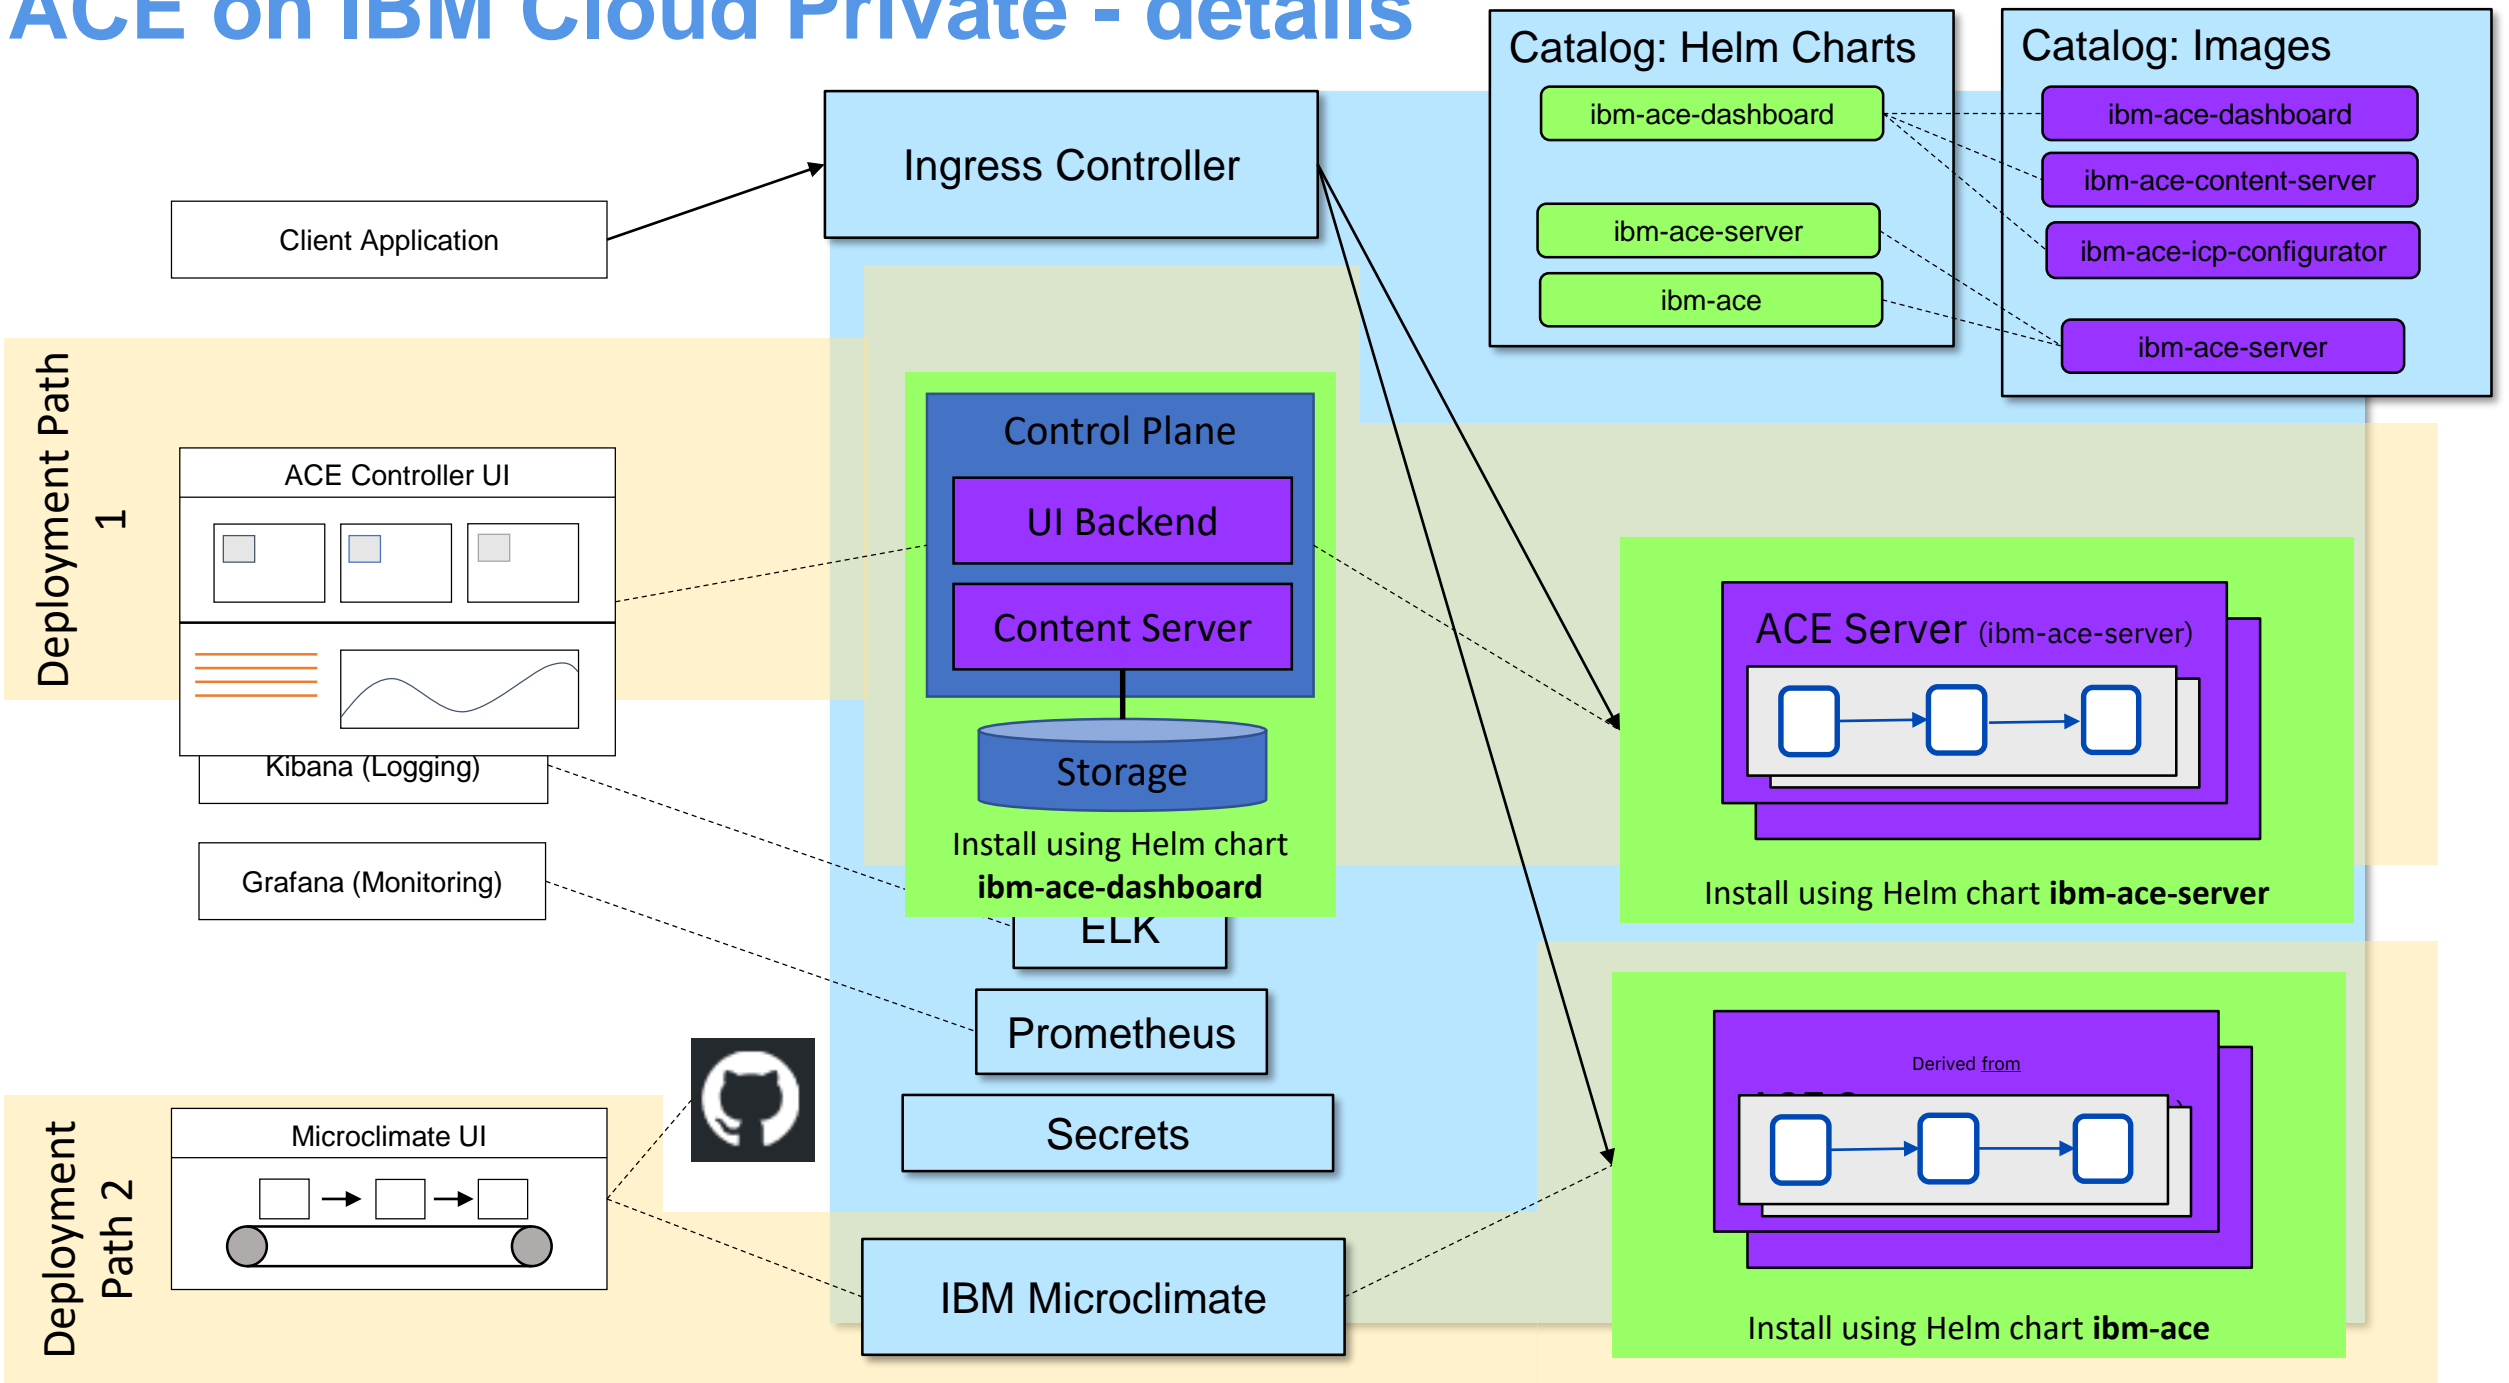 ACE on IBM Cloud Private - details
Catalog: Helm Charts
ibm-ace-dashboard
ibm-ace-server
ibm-ace
Catalog: Images
ibm-ace-dashboard
ibm-ace-content-server
ibm-ace-icp-configurator
ibm-ace-server
Ingress Controller
Client Application
Deployment Path
1
ACE Controller UI
Kibana (Logging)
Grafana (Monitoring)
Control Plane
UI Backend
Content Server
Storage
Install using Helm chart
ibm-ace-dashboard
ELK
Prometheus
Secrets
ACE Server (ibm-ace-server)
Install using Helm chart ibm-ace-server
Deployment
Path 2
Microclimate UI
IBM Microclimate
Derived from
Install using Helm chart ibm-ace